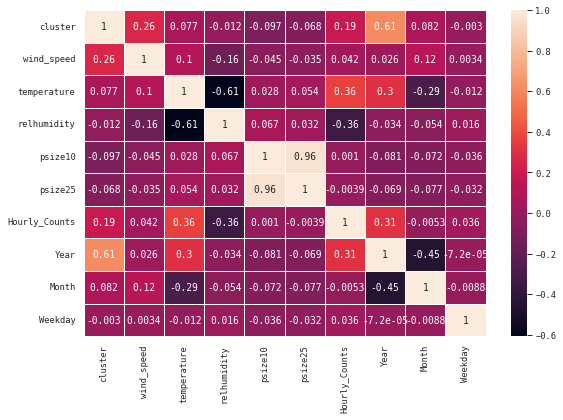 cluster 1 0.26 0.077 -0.012 -0.097 -0.068 0.19 0.61 0.082 -0.003
wind_speed 0.26 1 0.1 -0.16 -0.045 -0.035 0.042 0.026 0.12 0.0034
temperature 0.077 0.1 1 -0.61 0.028 0.054 0.36 0.3 -0.29 -0.012
relhumidity -0.012 -0.16 -0.61 1 0.067 0.032 -0.36 -0.034 -0.054 0.016
psize10 -0.097 -0.045 0.028 0.067 1 0.96 0.001 -0.081 -0.072 -0.036
psize25 -0.068 -0.035 0.054 0.032 0.96 1 -0.0039 -0.069 -0.077 -0.032
Hourly_Counts 0.19 0.042 0.36 -0.36 0.001 -0.0039 1 0.31 -0.0053 0.036
Year 0.61 0.026 0.3 -0.034 -0.081 -0.069 0.31 1 -0.45 -7.2e-05
Month 0.082 0.12 -0.29 -0.054 -0.072 -0.077 -0.0053 -0.45 1 -0.0088
Weekday -0.003 0.0034 -0.012 0.016 -0.036 -0.032 0.036 -7.2e-05 -0.0088 1
cluster wind_speed temperature relhumidity psize10 psize25 Hourly_Counts Year Month Weekday
1.0
0.8
0.6
0.4
0.2
0.0
-0.2
-0.4
-0.6